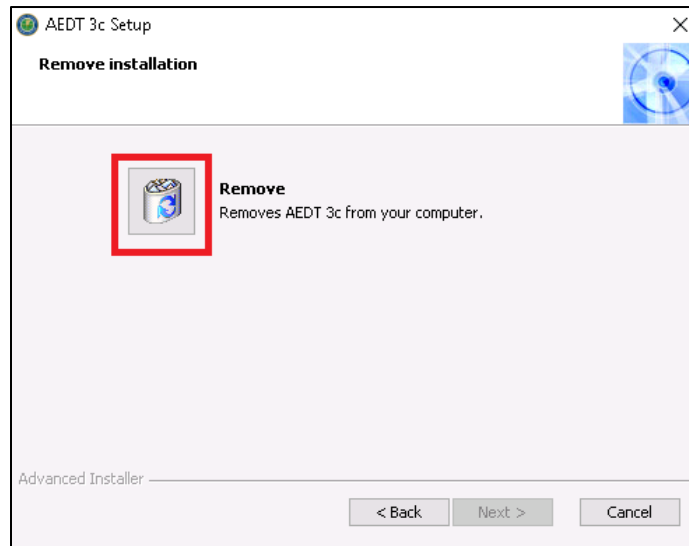 AEDT 3c Setup
Remove installation
Remove
Removes AEDT 3c from your computer.
Advanced Installer
< Back
Next >
Cancel